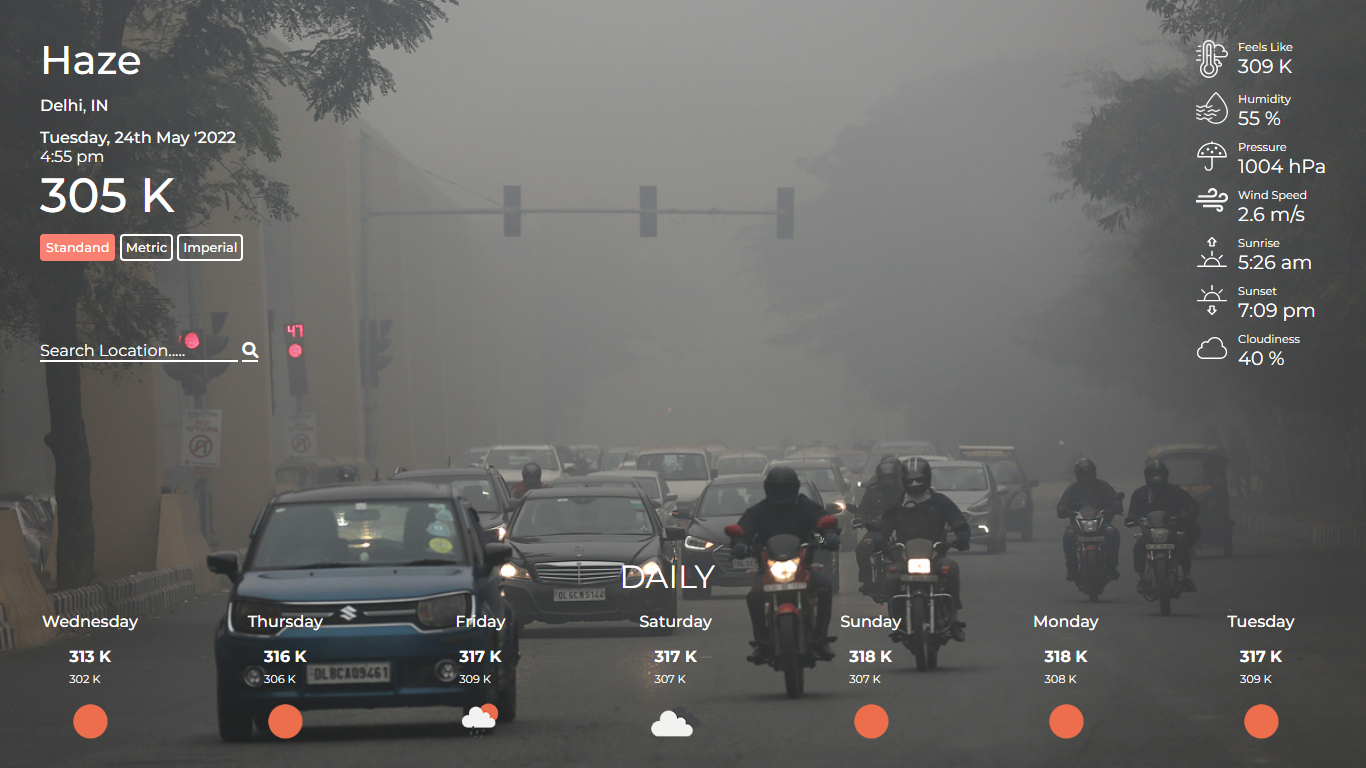 Haze
Delhi, IN
Tuesday, 24th May '2022
4:55 pm
305 K
Standand Metric Imperial
Search Location.....
Feels Like
309 K
Humidity
55 %
Pressure
1004 hPa
Wind Speed
2.6 m/s
Sunrise
5:26 am
Sunset
7:09 pm
Cloudiness
40 %
47
DAILY
Wednesday Thursday Friday Saturday Sunday Monday Tuesday
313 K 316 K 317 K 317 K 318 K 318 K 317 K
302 K 306 K 309 K 307 K 307 K 308 K 309 K
DL8CAQ9461